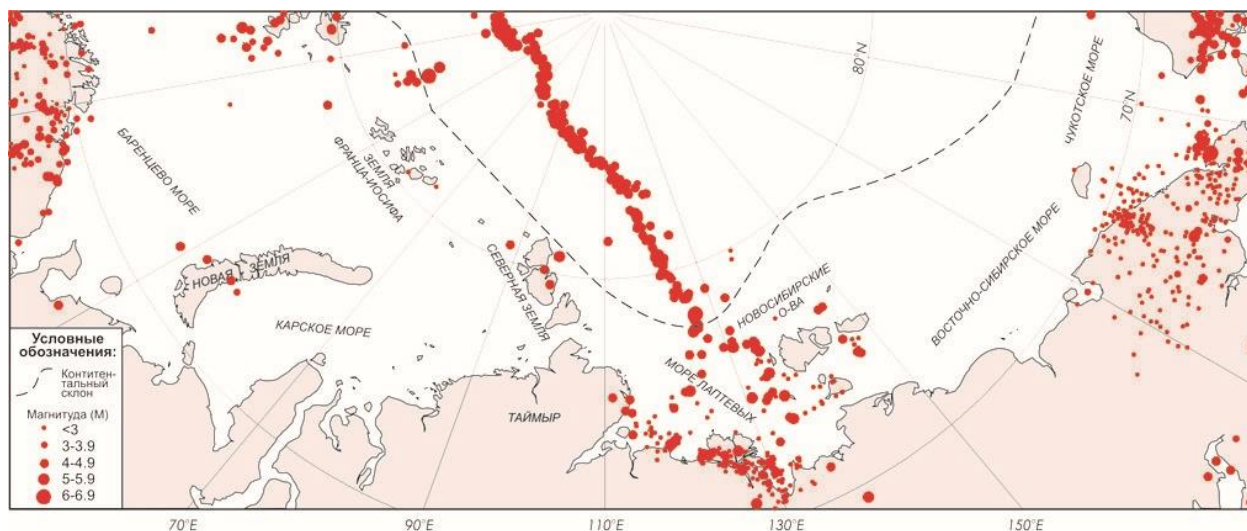 80°N
ЧУКОТСКОЕ МОРЕ
70°N
БАРЕНЦЕВО МОРЕ
ЗЕМЛЯ
ФРАНЦА-ИОСИФА
СЕВЕРНАЯ ЗЕМЛЯ
НОВАЯ ЗЕМЛЯ
КАРСКОЕ МОРЕ
НОВОСИБИРСКИЕ
О-ВА
ВОСТОЧНО-СИБИРСКОЕ МОРЕ
МОРЕ ЛАПТЕВЫХ
ТАЙМЫР
Условные
обозначения:
Контитен-
тальный
склон
Магнитуда (М)
<3
3-3.9
4-4.9
5-5.9
6-6.9
70°E
90°E
110°E
130°E
150°E